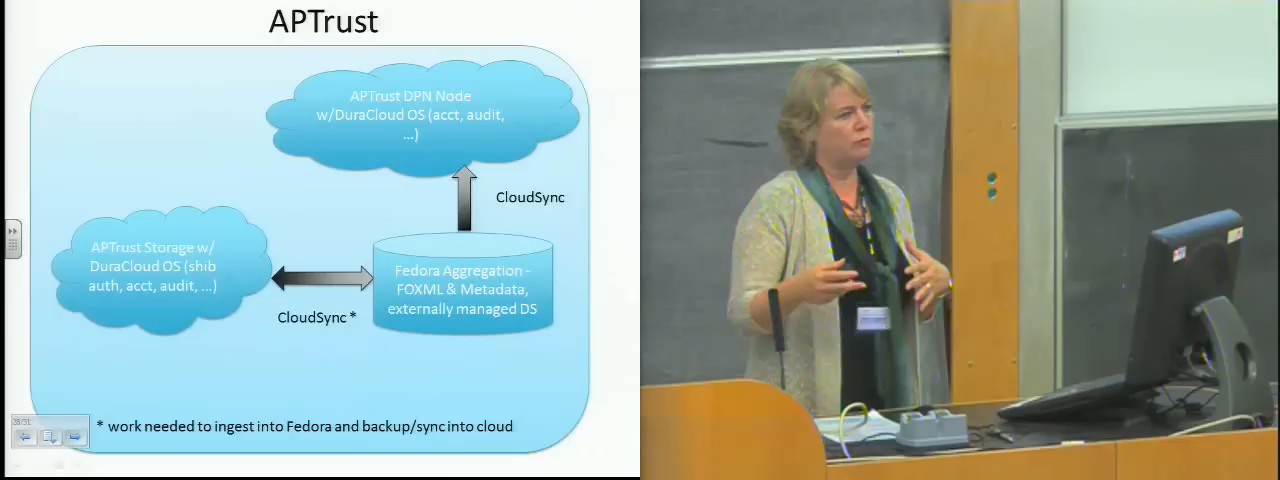 APTrust
APTrust DPN Node
w/DuraCloud OS (acct, audit,
...)
CloudSync
APTrust Storage w/
DuraCloud OS (shib
auth, acct, audit, ...)
Fedora Aggregation -
FOXML & Metadata,
externally managed DS
CloudSync *
* work needed to ingest into Fedora and backup/sync into cloud